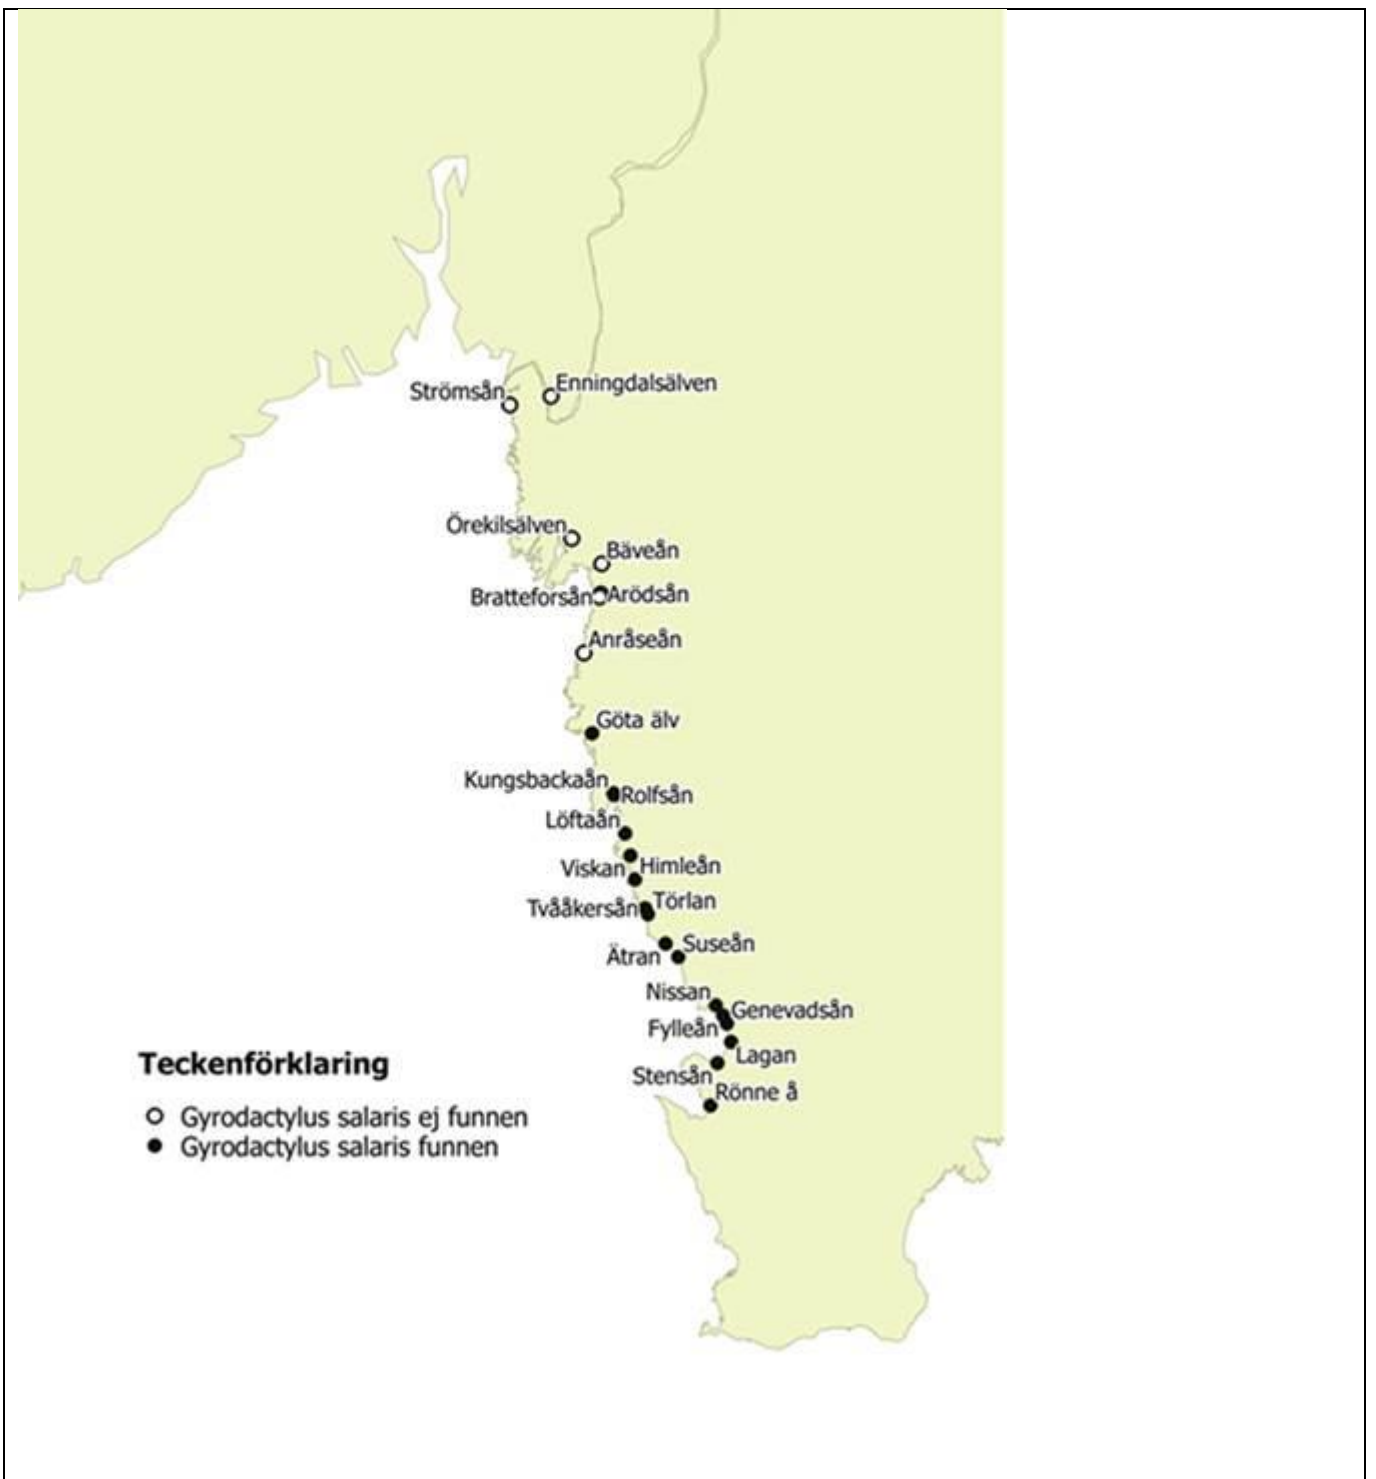 Enningdalsälven
Strömsån
Örekilsälven
Bäveån
Bratteforsån
Arödsån
Anråseån
Göta älv
Kungsbackaån
Rolfsån
Löftaån
Viskan
Himleån
Törlan
Tvååkersån
Suseån
Ätran
Nissan
Genevadsån
Fylleån
Lagan
Stensån
Rönne å
Teckenförklaring
Gyrodactylus salaris ej funnen
Gyrodactylus salaris funnen